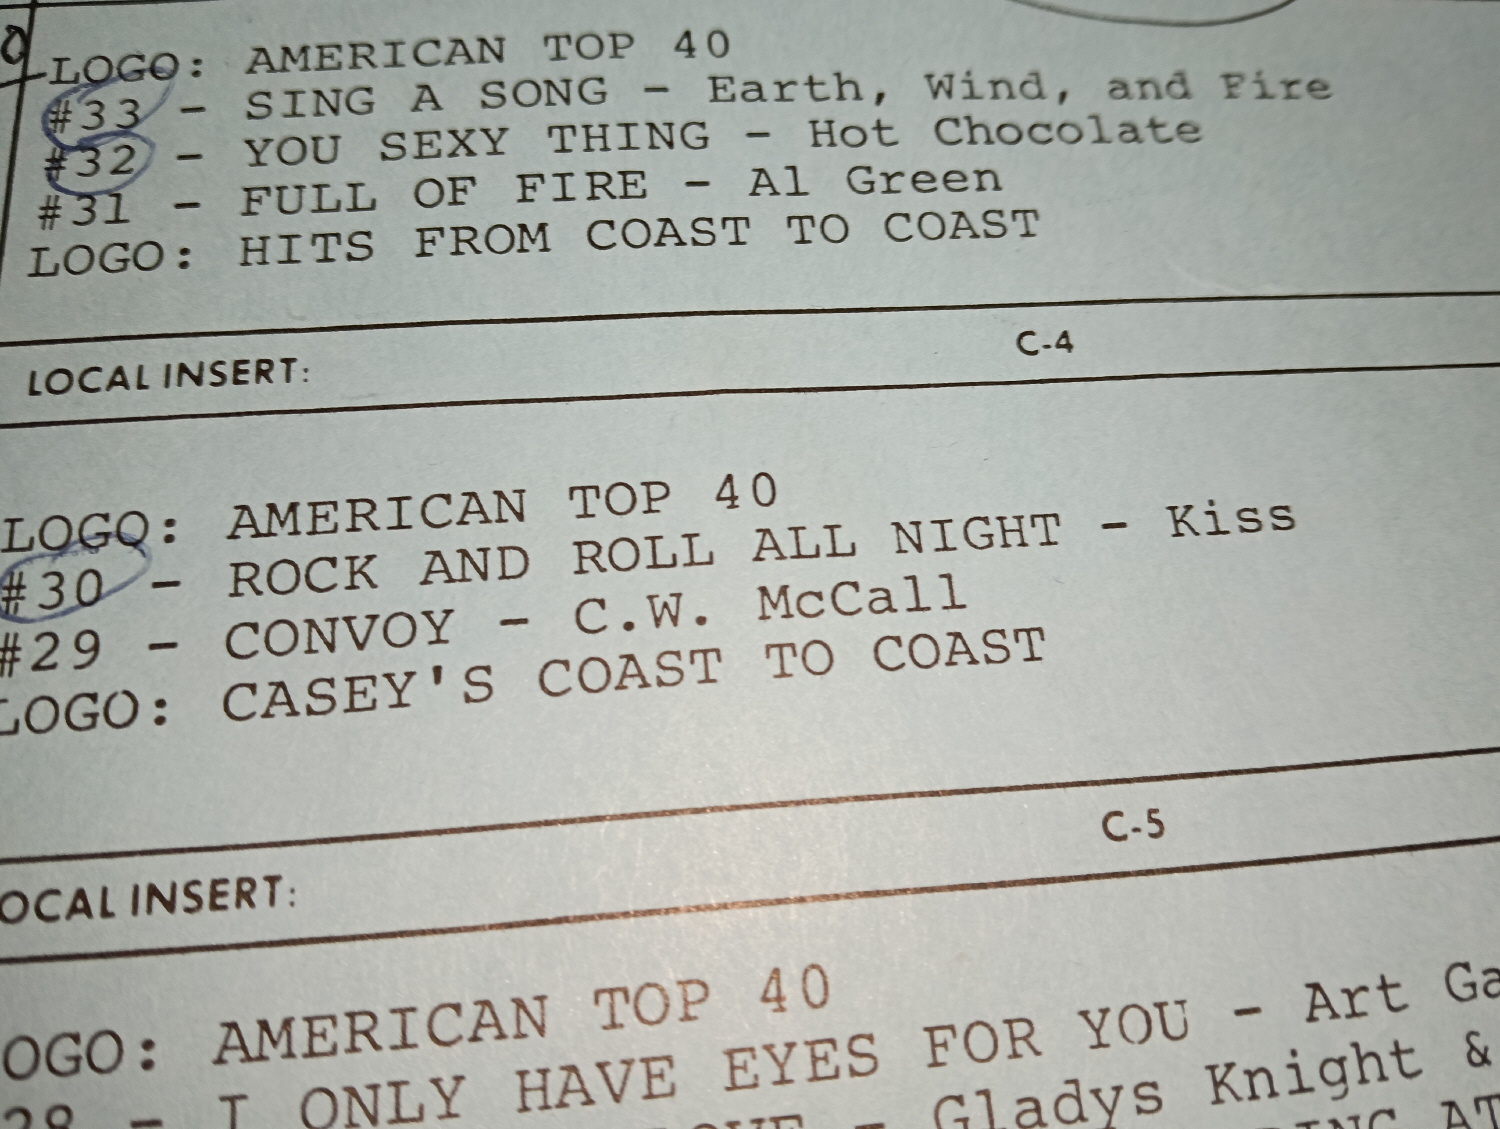 LOGO: AMERICAN TOP 40
#33 - SING A SONG - Earth, Wind, and Fire
#32 - YOU SEXY THING - Hot Chocolate
#31 - FULL OF FIRE - Al Green
LOGO: HITS FROM COAST TO COAST
LOCAL INSERT: C-4
LOGO: AMERICAN TOP 40
#30 - ROCK AND ROLL ALL NIGHT - Kiss
#29 - CONVOY - C.W. McCall
LOGO: CASEY'S COAST TO COAST
OCAL INSERT: C-5
OGO: AMERICAN TOP 40
28 - I ONLY HAVE EYES FOR YOU - Art Ga
- Gladys Knight &
AT